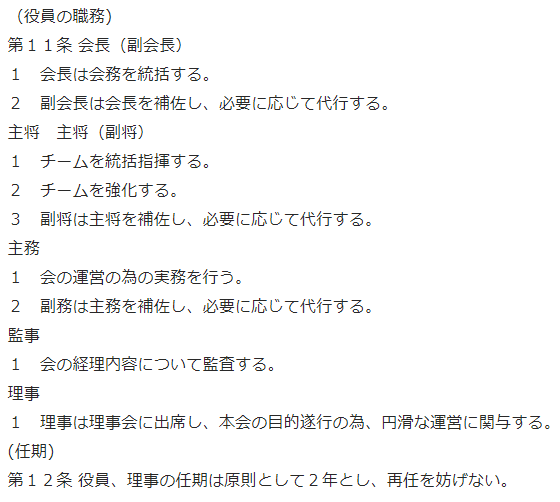 （役員の職務)
第１１条 会長（副会長）
１　会長は会務を統括する。
２　副会長は会長を補佐し、必要に応じて代行する。
主将　主将（副将）
１　チームを統括指揮する。
２　チームを強化する。
３　副将は主将を補佐し、必要に応じて代行する。
主務
１　会の運営の為の実務を行う。
２　副務は主務を補佐し、必要に応じて代行する。
監事
１　会の経理内容について監査する。
理事
１　理事は理事会に出席し、本会の目的遂行の為、円滑な運営に関与する。
(任期)
第１２条 役員、理事の任期は原則として２年とし、再任を妨げない。